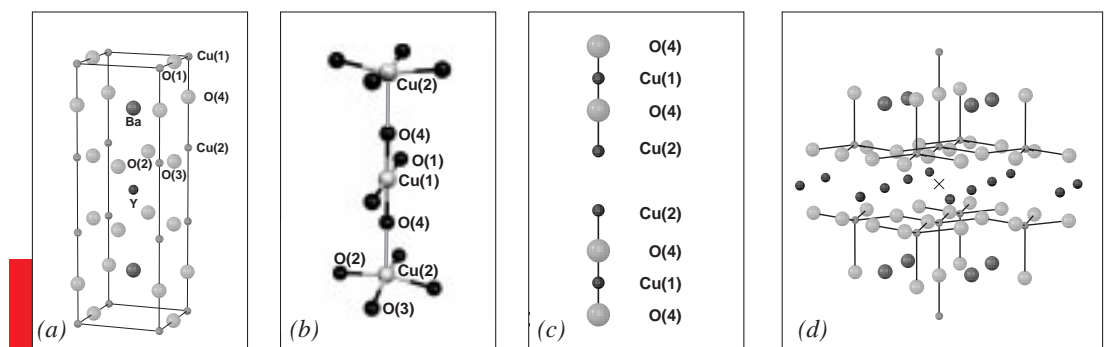 Cu(1)
O(1)
O(4)
Ba
Cu(2)
O(2)
O(3)
Y
(a)
Cu(2)
O(4)
O(1)
Cu(1)
O(4)
O(2)
Cu(2)
O(3)
(b)
O(4)
Cu(1)
O(4)
Cu(2)
Cu(2)
O(4)
Cu(1)
O(4)
(c)
(d)